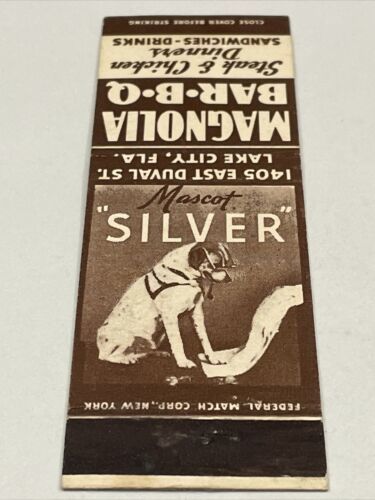 CLOSE COVER BEFORE STRIKING
Steak & Chicken
Dinners
SANDWICHES-DRINKS
MAGNOLIA
BAR·B·Q
1405 EAST DUVAL ST.
LAKE CITY, FLA.
Mascot
"SILVER"
FEDERAL MATCH CORP., NEW YORK